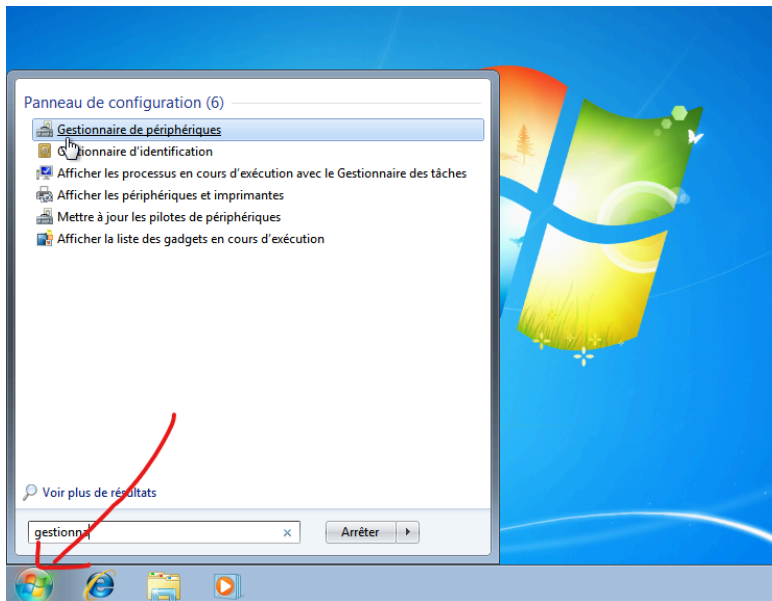 Panneau de configuration (6)
Gestionnaire de périphériques
Gestionnaire d'identification
Afficher les processus en cours d'exécution avec le Gestionnaire des tâches
Afficher les périphériques et imprimantes
Mettre à jour les pilotes de périphériques
Afficher la liste des gadgets en cours d'exécution
Voir plus de résultats
gestionna
Arrêter